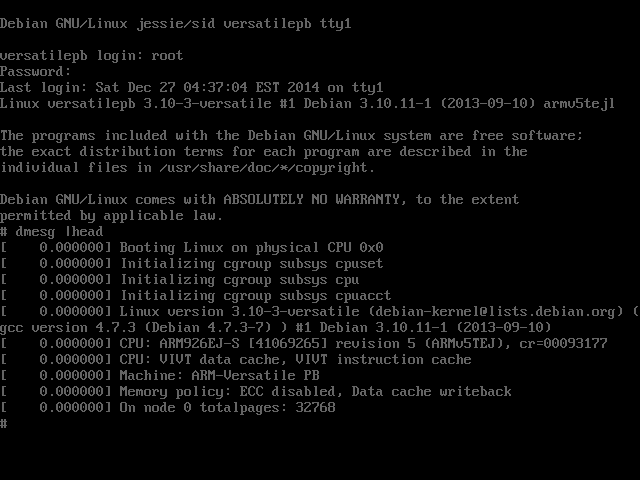 Debian GNU/Linux jessie/sid versatilepb tty1
versatilepb login: root
Password:
Last login: Sat Dec 27 04:37:04 EST 2014 on tty1
Linux versatilepb 3.10-3-versatile #1 Debian 3.10.11-1 (2013-09-10) armv5tejl
The programs included with the Debian GNU/Linux system are free software;
the exact distribution terms for each program are described in the
individual files in /usr/share/doc/*/copyright.
Debian GNU/Linux comes with ABSOLUTELY NO WARRANTY, to the extent
permitted by applicable law.
# dmesg |head
[    0.000000] Booting Linux on physical CPU 0x0
[    0.000000] Initializing cgroup subsys cpuset
[    0.000000] Initializing cgroup subsys cpu
[    0.000000] Initializing cgroup subsys cpuacct
[    0.000000] Linux version 3.10-3-versatile (debian-kernel@lists.debian.org) (
gcc version 4.7.3 (Debian 4.7.3-7) ) #1 Debian 3.10.11-1 (2013-09-10)
[    0.000000] CPU: ARM926EJ-S [41069265] revision 5 (ARMv5TEJ), cr=00093177
[    0.000000] CPU: VIVT data cache, VIVT instruction cache
[    0.000000] Machine: ARM-Versatile PB
[    0.000000] Memory policy: ECC disabled, Data cache writeback
[    0.000000] On node 0 totalpages: 32768
#